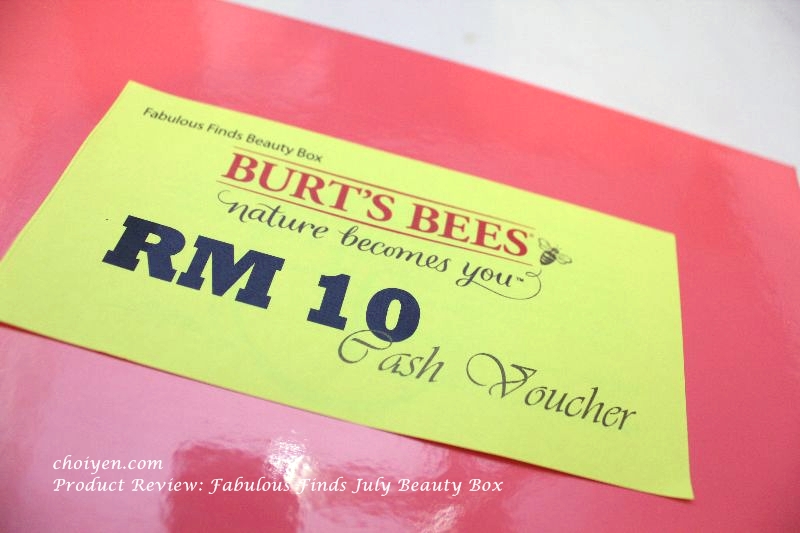 Fabulous Finds Beauty Box
BURT'S BEES®
nature becomes you™
RM 10
Cash Voucher
choiyen.com
Product Review: Fabulous Finds July Beauty Box